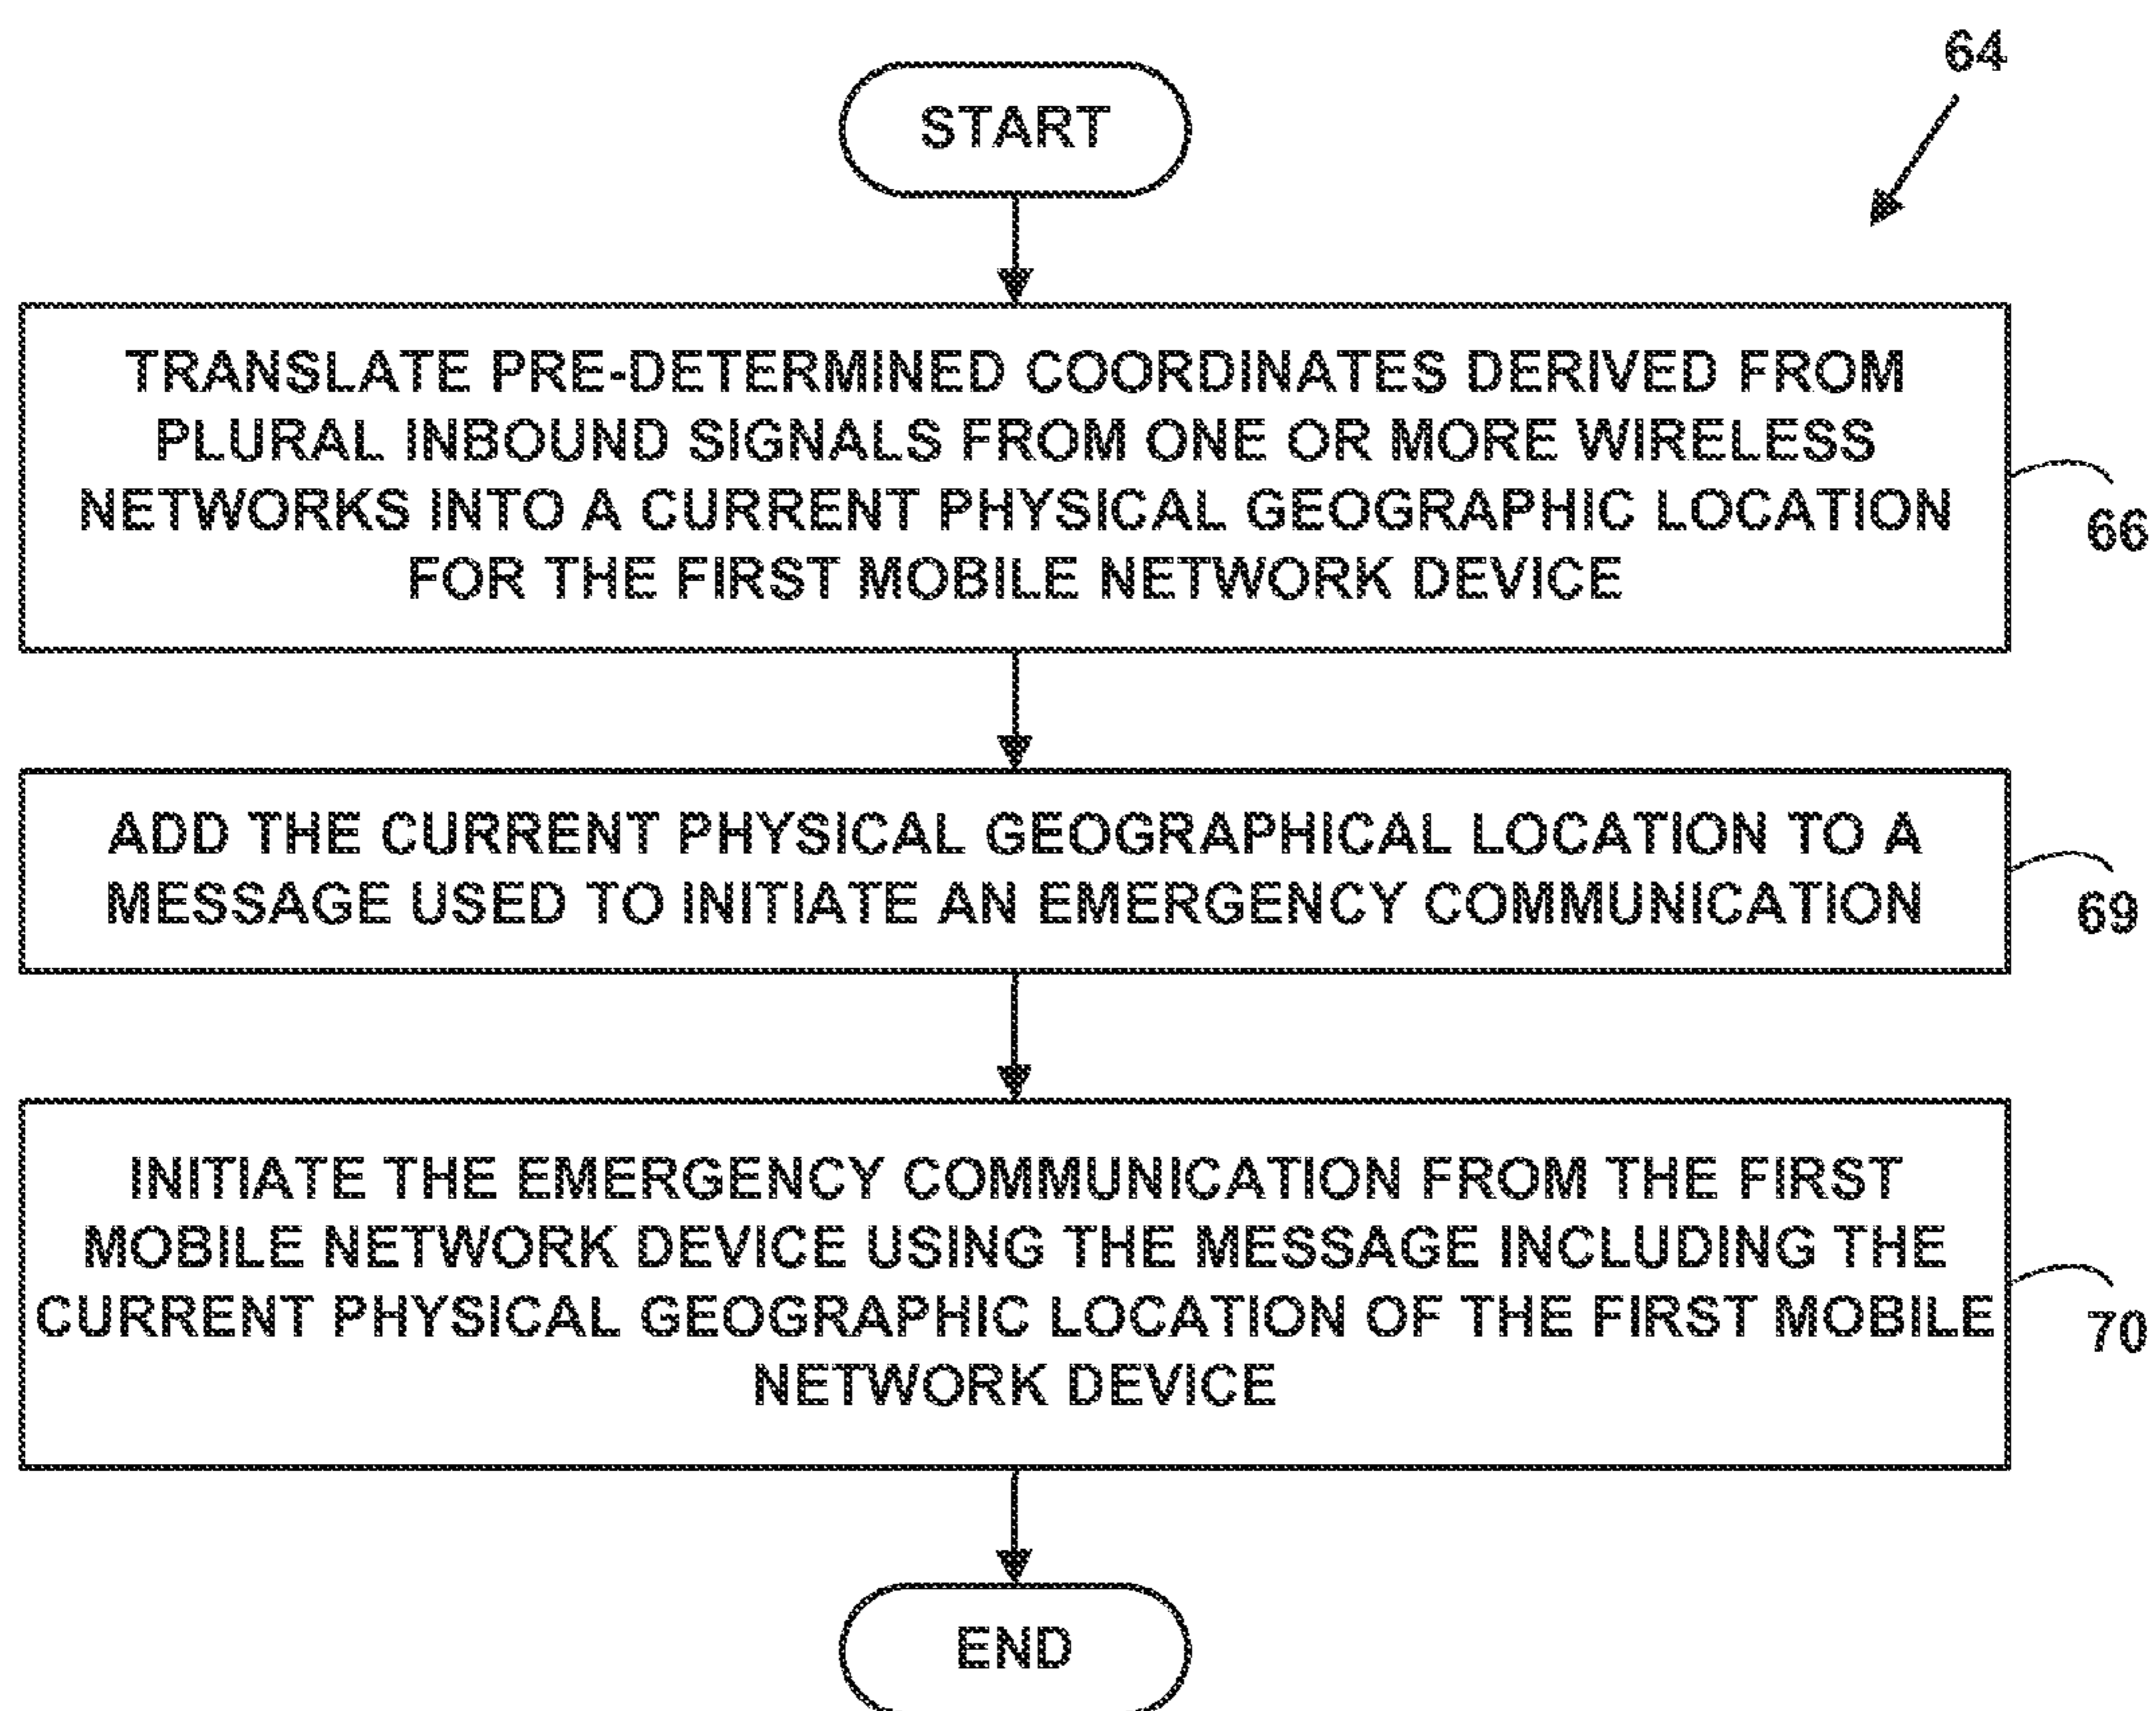 64
START
TRANSLATE PRE-DETERMINED COORDINATES DERIVED FROM
PLURAL INBOUND SIGNALS FROM ONE OR MORE WIRELESS
NETWORKS INTO A CURRENT PHYSICAL GEOGRAPHIC LOCATION
FOR THE FIRST MOBILE NETWORK DEVICE
66
ADD THE CURRENT PHYSICAL GEOGRAPHICAL LOCATION TO A
MESSAGE USED TO INITIATE AN EMERGENCY COMMUNICATION
69
INITIATE THE EMERGENCY COMMUNICATION FROM THE FIRST
MOBILE NETWORK DEVICE USING THE MESSAGE INCLUDING THE
CURRENT PHYSICAL GEOGRAPHIC LOCATION OF THE FIRST MOBILE
NETWORK DEVICE
70
END